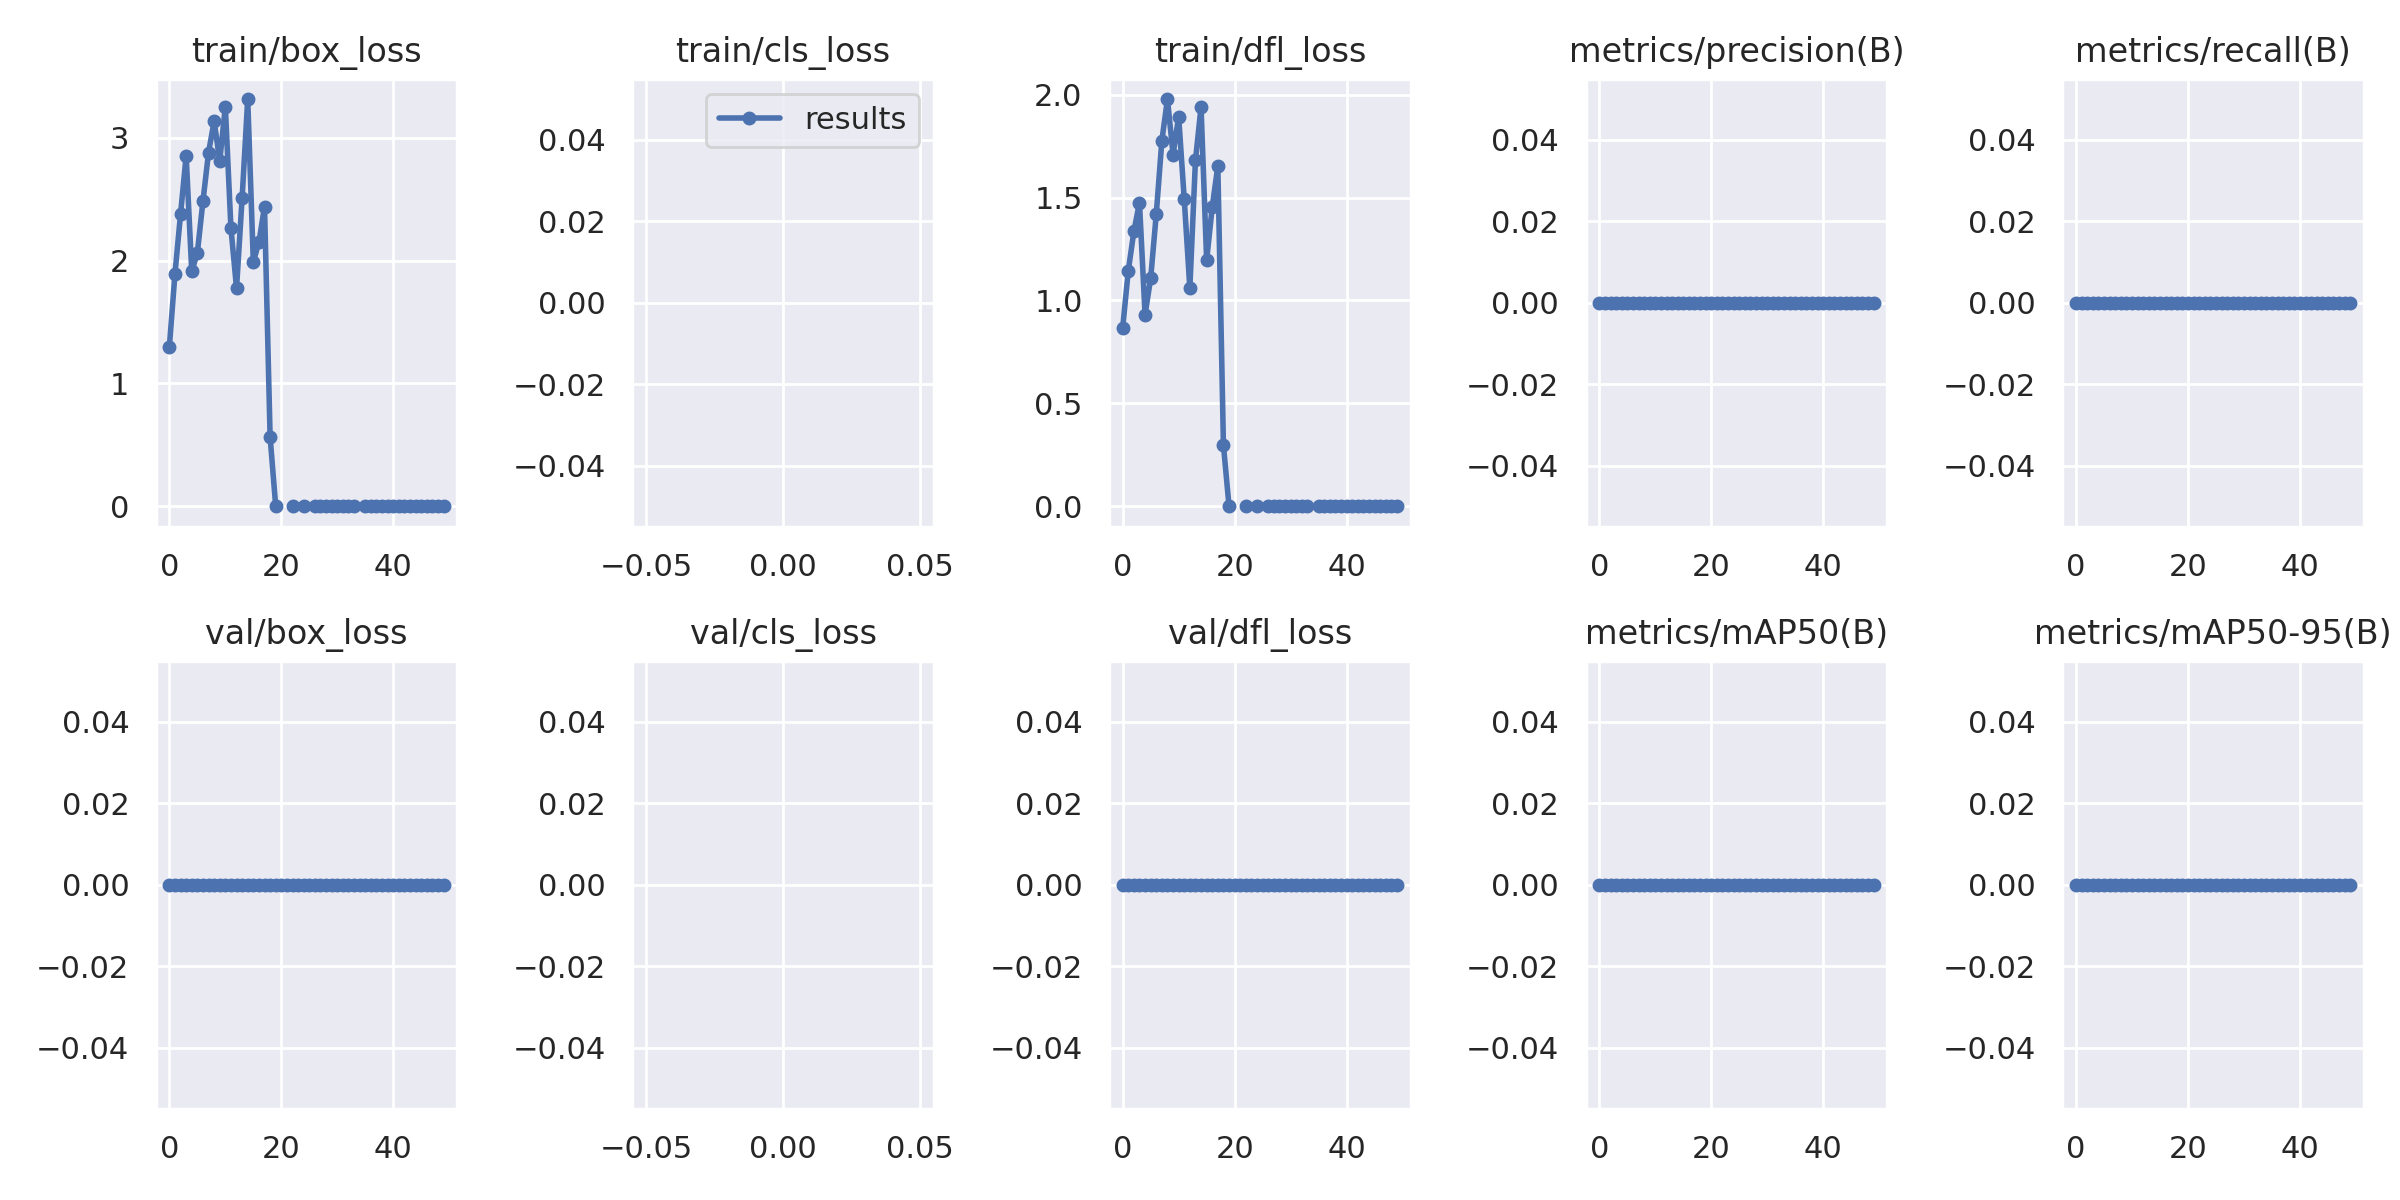 train/box_loss
train/cls_loss
train/dfl_loss
metrics/precision(B)
metrics/recall(B)
3
2
1
0
0 20 40
results
0.04
0.02
0.00
−0.02
−0.04
−0.05 0.00 0.05
2.0
1.5
1.0
0.5
0.0
0 20 40
0.04
0.02
0.00
−0.02
−0.04
0 20 40
0.04
0.02
0.00
−0.02
−0.04
0 20 40
val/box_loss
val/cls_loss
val/dfl_loss
metrics/mAP50(B)
metrics/mAP50-95(B)
0.04
0.02
0.00
−0.02
−0.04
0 20 40
0.04
0.02
0.00
−0.02
−0.04
−0.05 0.00 0.05
0.04
0.02
0.00
−0.02
−0.04
0 20 40
0.04
0.02
0.00
−0.02
−0.04
0 20 40
0.04
0.02
0.00
−0.02
−0.04
0 20 40